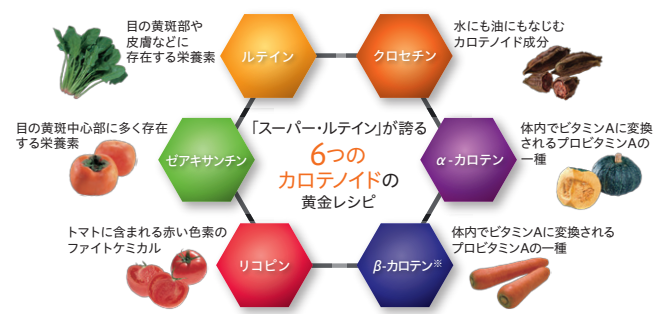 目の黄斑部や
皮膚などに
存在する栄養素
ルテイン
クロセチン
水にも油にもなじむ
カロテノイド成分
目の黄斑中心部に多く存在
する栄養素
ゼアキサンチン
「スーパー・ルテイン」が誇る
6つの
カロテノイドの
黄金レシピ
α-カロテン
体内でビタミンAに変換
されるプロビタミンAの
一種
トマトに含まれる赤い色素の
ファイトケミカル
リコピン
β-カロテン※
体内でビタミンAに変換される
プロビタミンAの一種